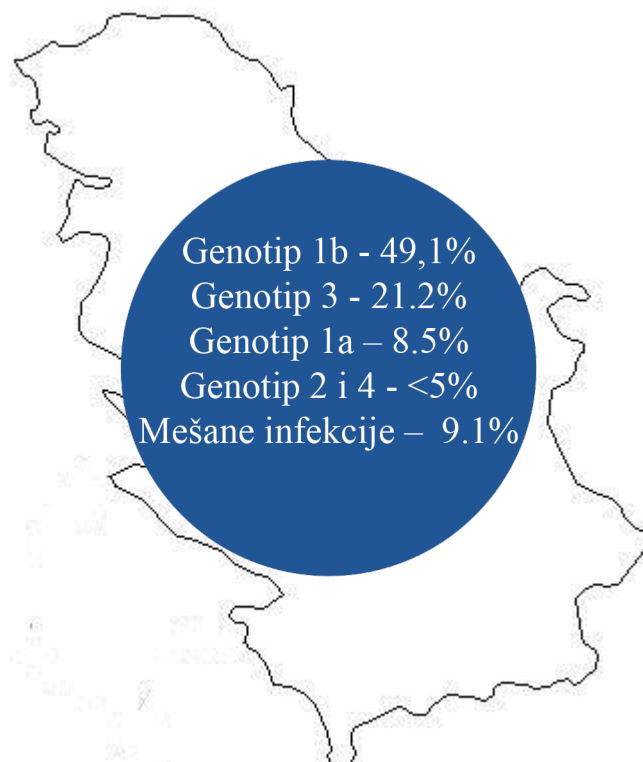 Genotip 1b - 49,1%
Genotip 3 - 21.2%
Genotip 1a – 8.5%
Genotip 2 i 4 - <5%
Mešane infekcije – 9.1%